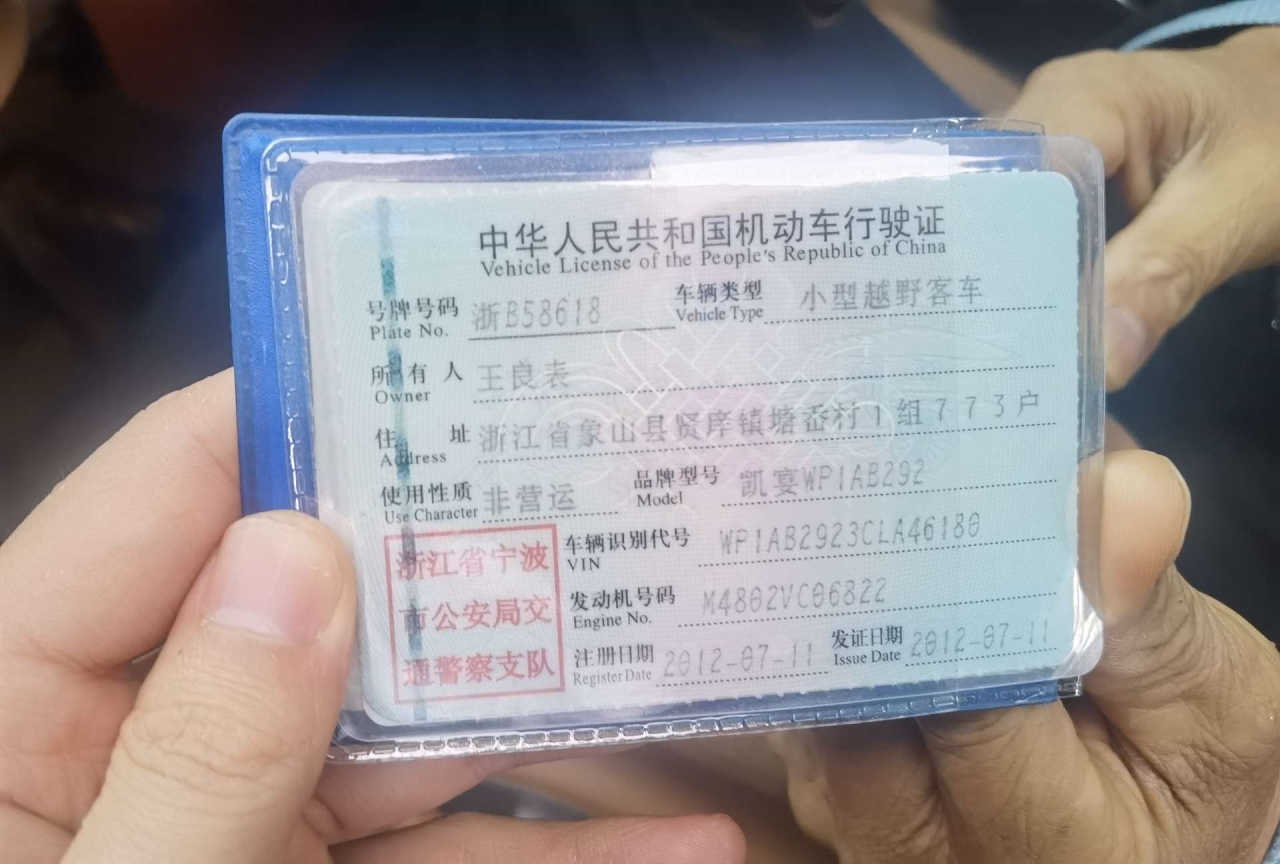 中华人民共和国机动车行驶证
Vehicle License of the People's Republic of China
号牌号码 浙B58618 车辆类型 小型越野客车
Plate No. Vehicle Type
所有人 王良表
Owner
住址 浙江省象山县贤庠镇塘岙村1组773户
Address
使用性质 非营运 品牌型号 凯宴WP1AB292
Use Character Model
浙江省宁波
市公安局交
通警察支队
车辆识别代号 WP1AB2923CLA46180
VIN
发动机号码 M4802VC06822
Engine No.
注册日期 2012-07-11 发证日期 2012-07-11
Register Date Issue Date